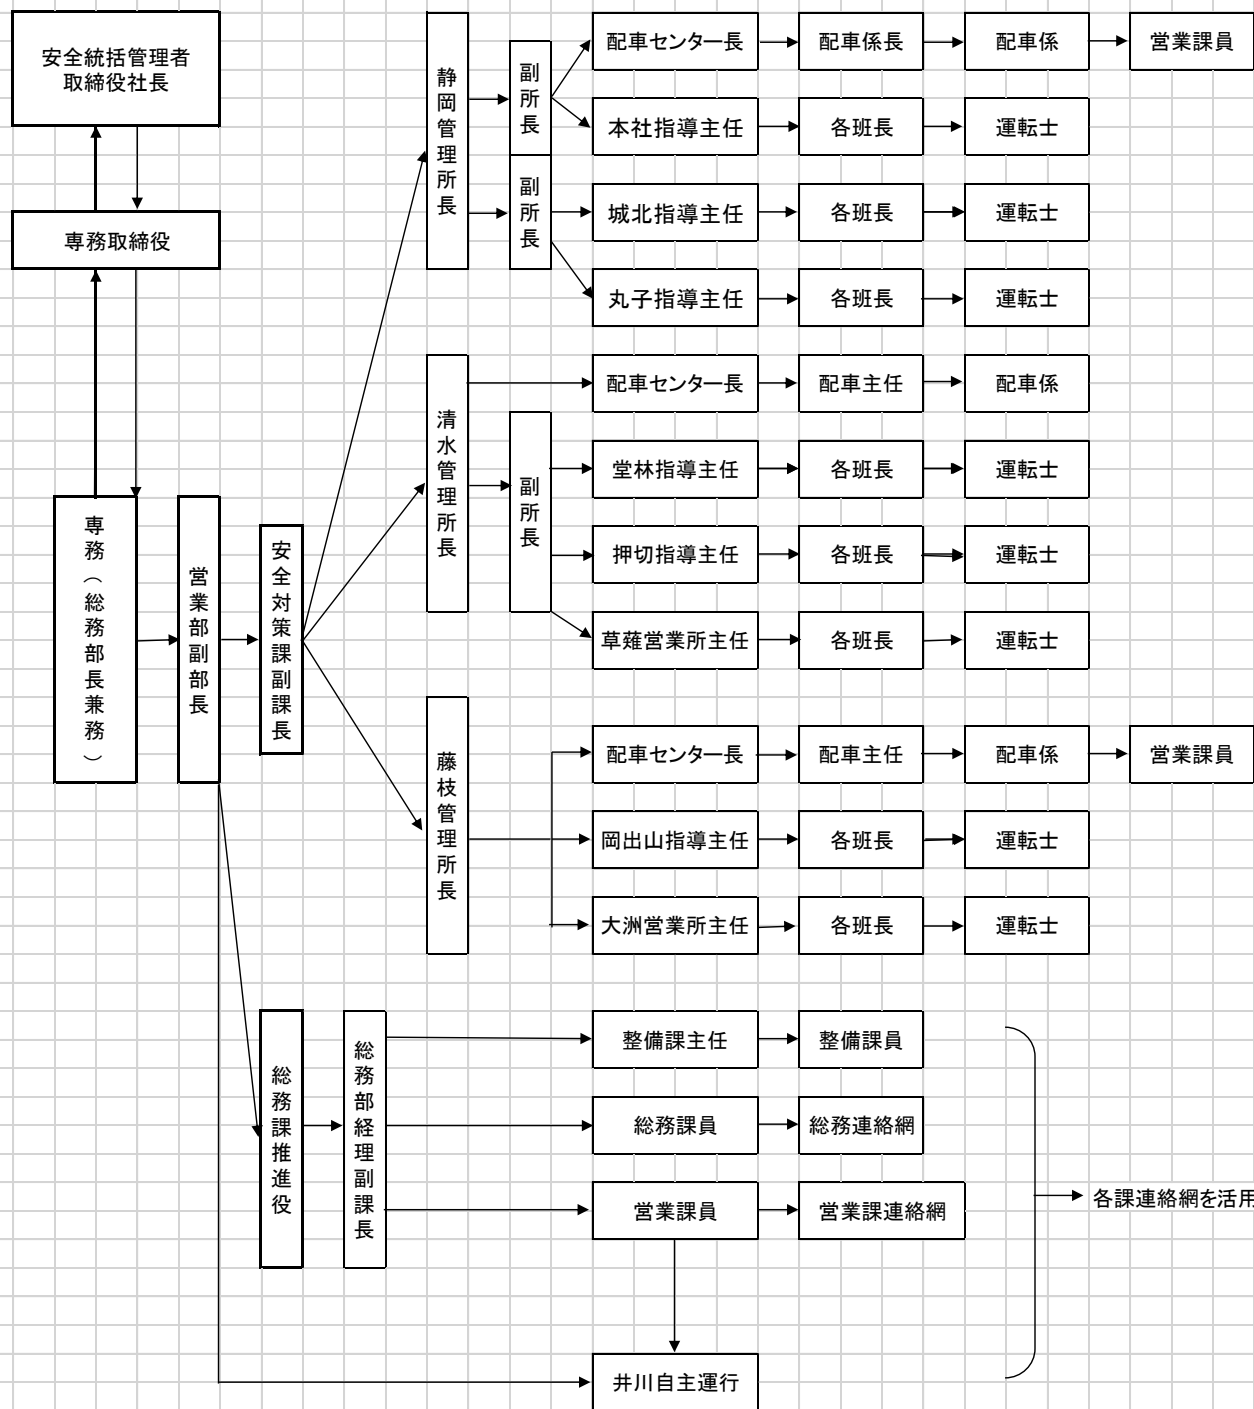 安全統括管理者
取締役社長
専務取締役
専務(総務部長兼務)
営業部副部長
安全対策課副課長
静岡管理所長
副所長
副所長
配車センター長
配車係長
配車係
営業課員
本社指導主任
各班長
運転士
城北指導主任
各班長
運転士
丸子指導主任
各班長
運転士
清水管理所長
副所長
配車センター長
配車主任
配車係
堂林指導主任
各班長
運転士
押切指導主任
各班長
運転士
草薙営業所主任
各班長
運転士
藤枝管理所長
配車センター長
配車主任
配車係
営業課員
岡出山指導主任
各班長
運転士
大洲営業所主任
各班長
運転士
総務課推進役
総務部経理副課長
整備課主任
整備課員
総務課員
総務連絡網
営業課員
営業課連絡網
各課連絡網を活用
井川自主運行